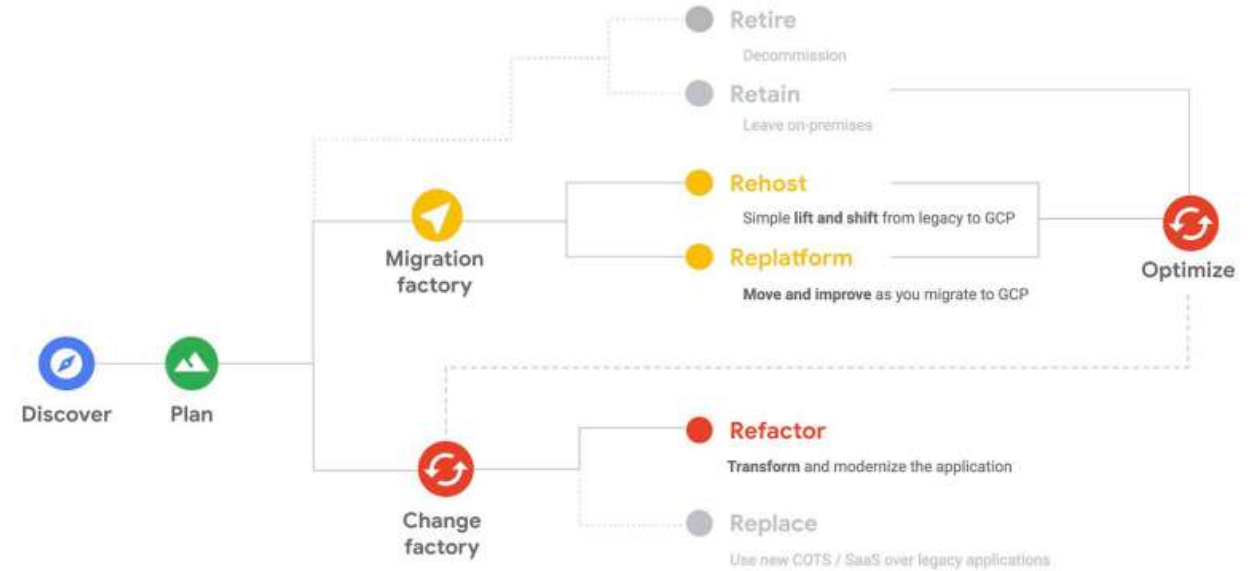 Retire
Decommission
Retain
Leave on-premises
Rehost
Simple lift and shift from legacy to GCP
Migration
factory
Replatform
Move and improve as you migrate to GCP
Optimize
Discover
Plan
Refactor
Transform and modernize the application
Change
factory
Replace
Use new COTS / SaaS over legacy applications